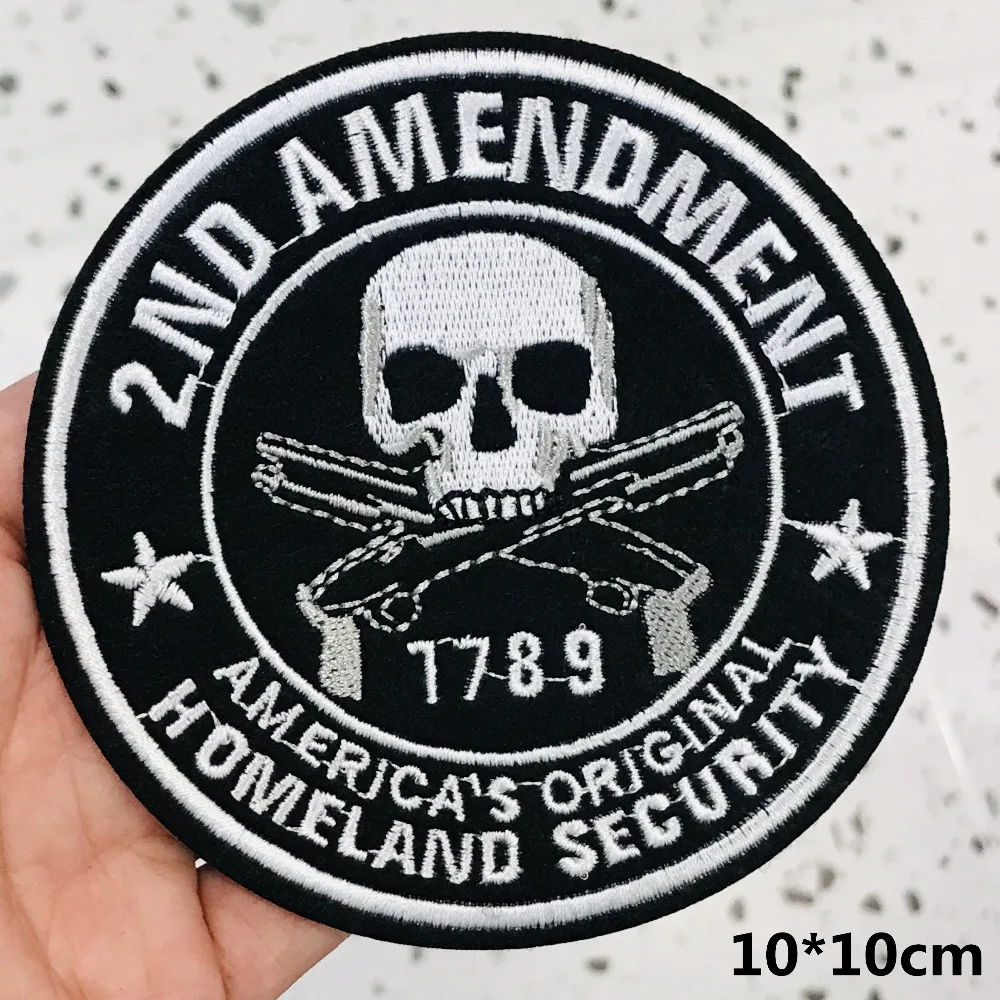 2ND AMENDMENT
1789
AMERICA'S ORIGINAL
HOMELAND SECURITY
10*10cm